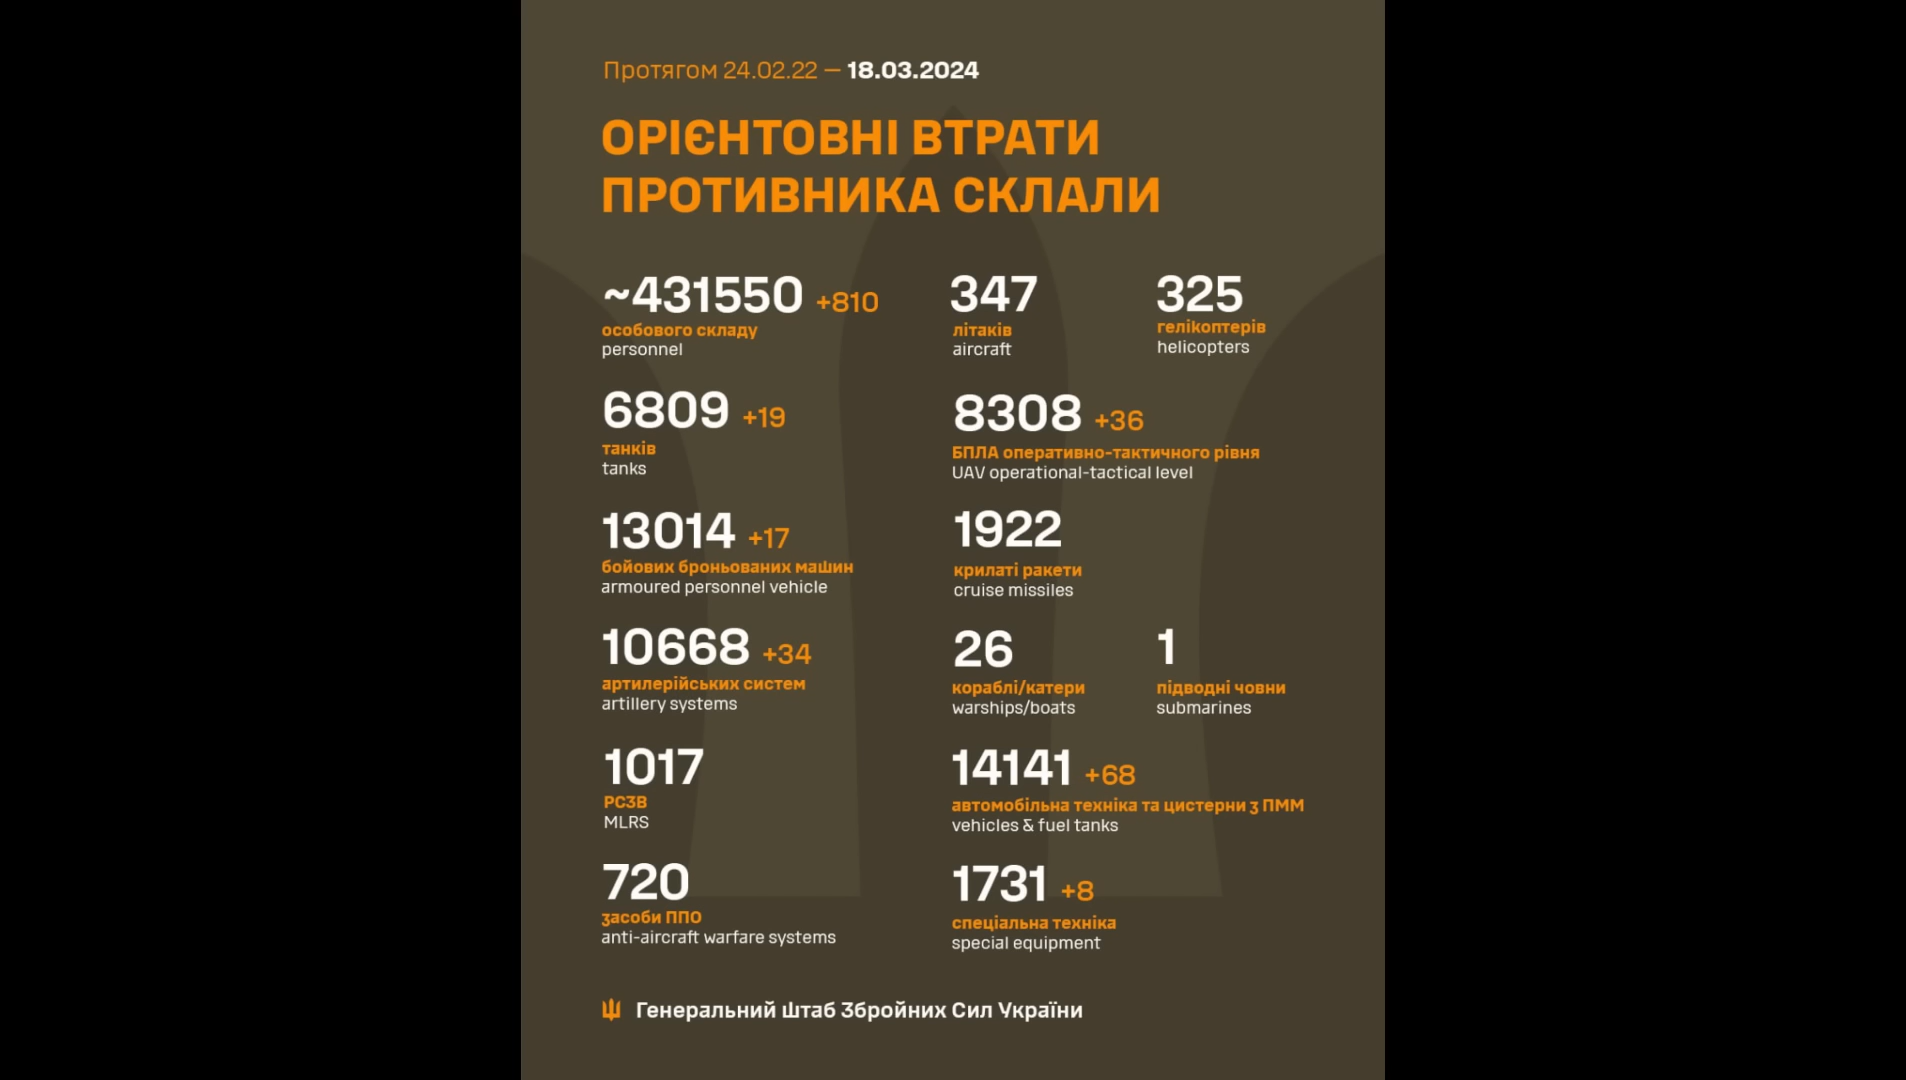 Протягом 24.02.22 — 18.03.2024
ОРІЄНТОВНІ ВТРАТИ
ПРОТИВНИКА СКЛАЛИ
~431550 +810
особового складу
personnel
347
літаків
aircraft
325
гелікоптерів
helicopters
6809 +19
танків
tanks
8308 +36
БПЛА оперативно-тактичного рівня
UAV operational-tactical level
13014 +17
бойових броньованих машин
armoured personnel vehicle
1922
крилаті ракети
cruise missiles
10668 +34
артилерійських систем
artillery systems
26
кораблі/катери
warships/boats
1
підводні човни
submarines
1017
РСЗВ
MLRS
14141 +68
автомобільна техніка та цистерни з ПММ
vehicles & fuel tanks
720
засоби ППО
anti-aircraft warfare systems
1731 +8
спеціальна техніка
special equipment
Генеральний штаб Збройних Сил України